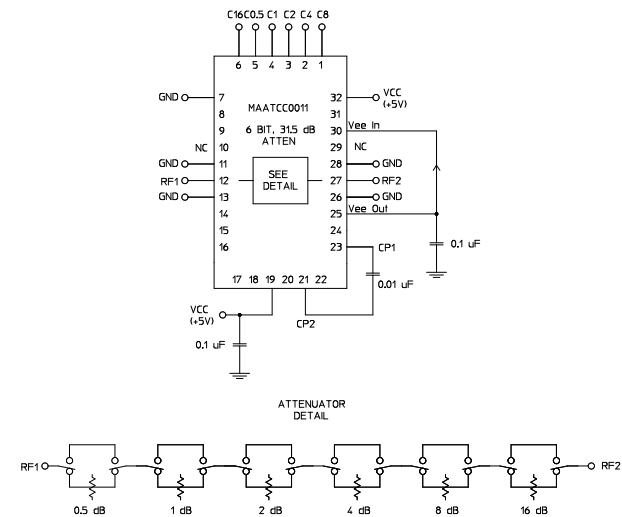 C16 C0.5 C1 C2 C4 C8
6 5 4 3 2 1
GND 7 32 VCC
(+5V)
MAATCC0011
8 31
9 6 BIT, 31.5 dB 30 Vee In
ATTEN
NC 10 29 NC
GND 11 28 GND
SEE
RF1 12 27 RF2
DETAIL
GND 13 26 GND
14 25 Vee Out
15 24
16 23 CP1
0.1 uF
17 18 19 20 21 22
0.01 uF
VCC
(+5V)
CP2
0.1 uF
ATTENUATOR
DETAIL
RF1 RF2
0.5 dB 1 dB 2 dB 4 dB 8 dB 16 dB